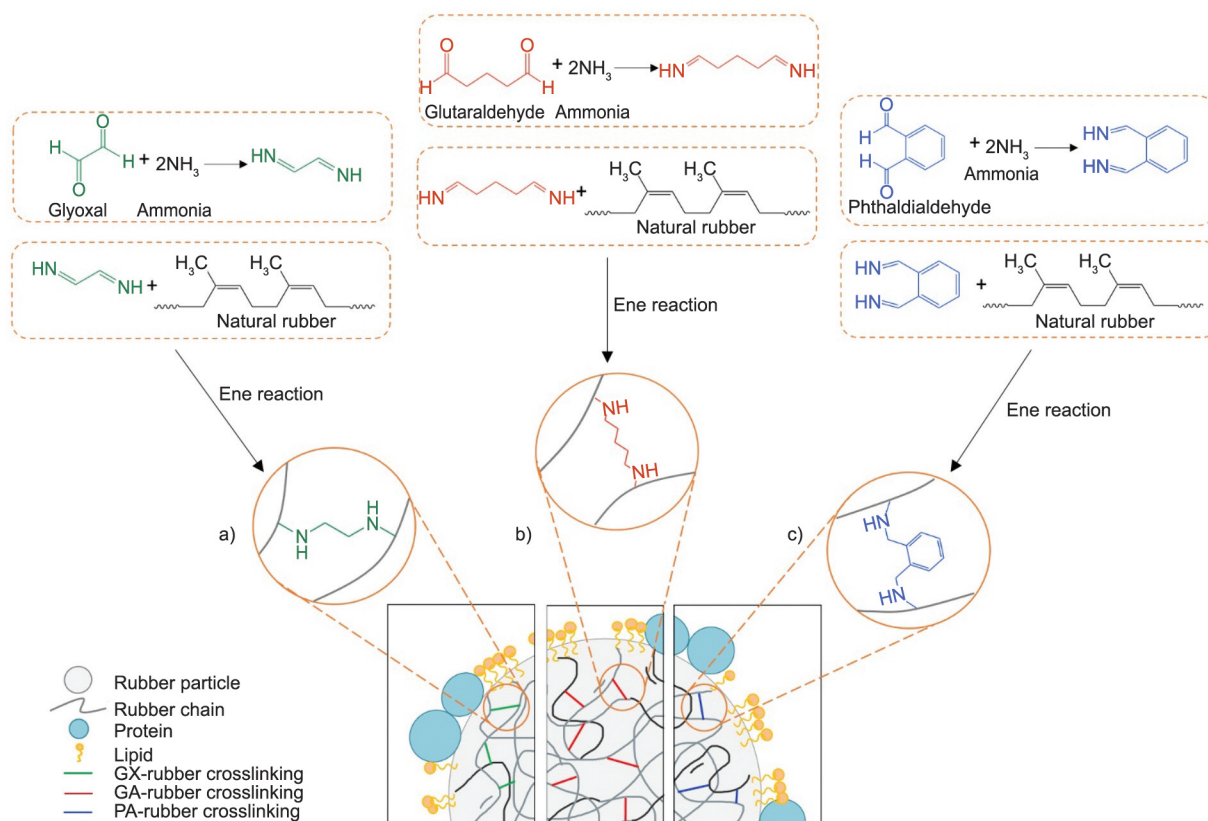 O
O
H
H
+ 2NH3
HN
NH
Glutaraldehyde Ammonia
O
H
H
O
+ 2NH3
HN
NH
Glyoxal Ammonia
O
H
H
O
+ 2NH3
Ammonia
HN
HN
Phthaldialdehyde
HN
NH
+
H3C
H3C
Natural rubber
HN
NH
+
H3C
H3C
Natural rubber
HN
HN
+
H3C
H3C
Natural rubber
Ene reaction
Ene reaction
Ene reaction
a)
H
N
N
H
b)
NH
NH
c)
HN
HN
Rubber particle
Rubber chain
Protein
Lipid
GX-rubber crosslinking
GA-rubber crosslinking
PA-rubber crosslinking